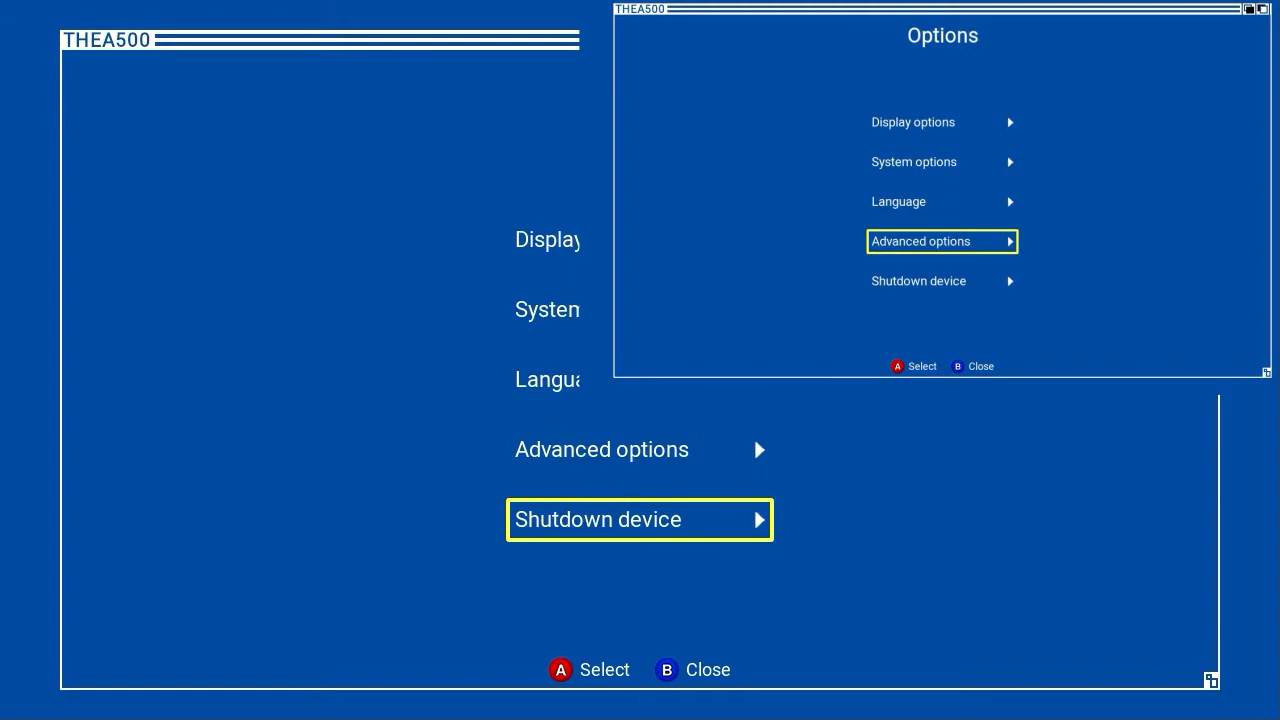 THEA500
THEA500
Options
Display options
System options
Language
Advanced options
Shutdown device
A Select B Close
Display
System
Advanced options
Shutdown device
A Select B Close